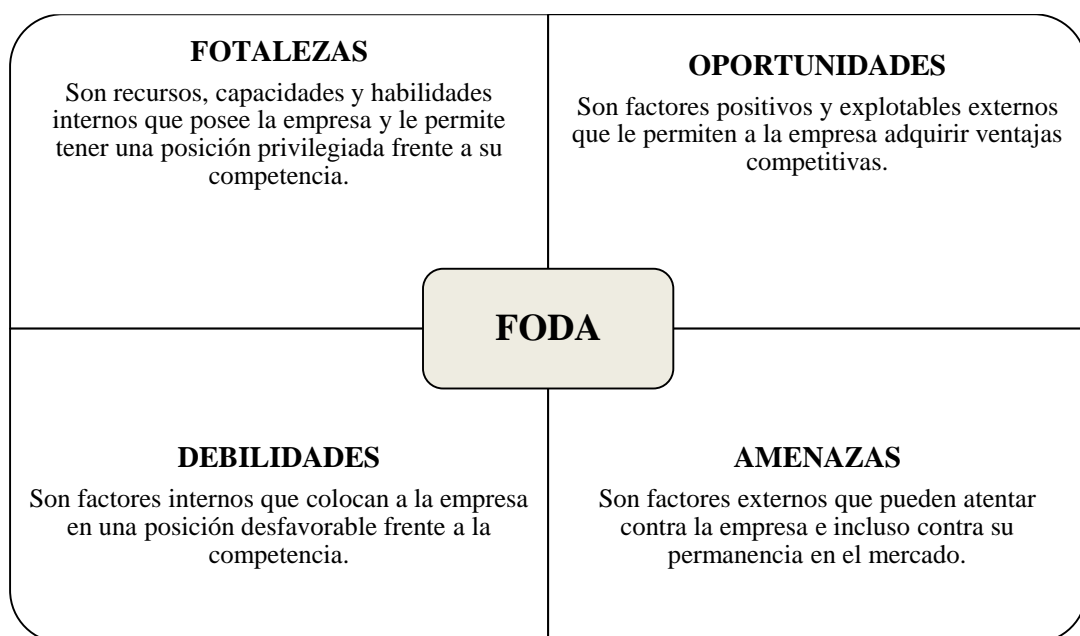 FOTALEZAS
Son recursos, capacidades y habilidades
internos que posee la empresa y le permite
tener una posición privilegiada frente a su
competencia.
OPORTUNIDADES
Son factores positivos y explotables externos
que le permiten a la empresa adquirir ventajas
competitivas.
FODA
DEBILIDADES
Son factores internos que colocan a la empresa
en una posición desfavorable frente a la
competencia.
AMENAZAS
Son factores externos que pueden atentar
contra la empresa e incluso contra su
permanencia en el mercado.